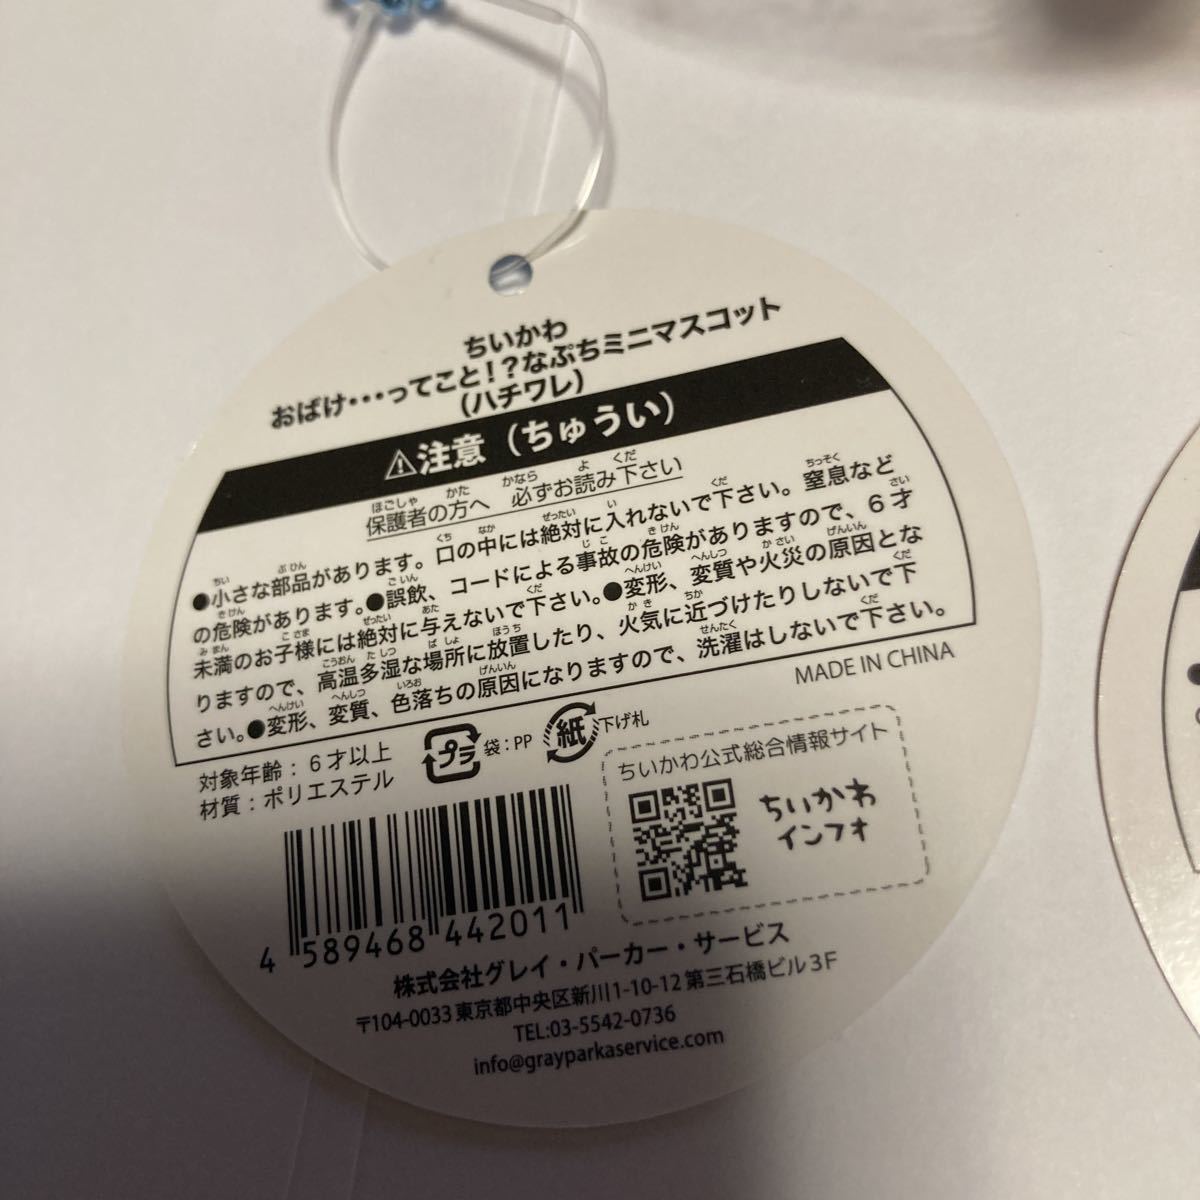 ちいかわ
おばけ・・・ってこと！？なぷちミニマスコット
（ハチワレ）
⚠注意（ちゅうい）
保護者の方へ 必ずお読み下さい
●小さな部品があります。口の中には絶対に入れないで下さい。窒息など
の危険があります。●誤飲、コードによる事故の危険がありますので、6才
未満のお子様には絶対に与えないで下さい。●変形、変質や火災の原因とな
りますので、高温多湿な場所に放置したり、火気に近づけたりしないで下
さい。●変形、変質、色落ちの原因になりますので、洗濯はしないで下さい。
MADE IN CHINA
対象年齢：6才以上
材質：ポリエステル
プラ 袋：PP 紙 下げ札
ちいかわ公式総合情報サイト
ちいかわ
インフォ
4 589468 442011
株式会社グレイ・パーカー・サービス
〒104-0033 東京都中央区新川1-10-12 第三石橋ビル3F
TEL:03-5542-0736
info@grayparkaservice.com